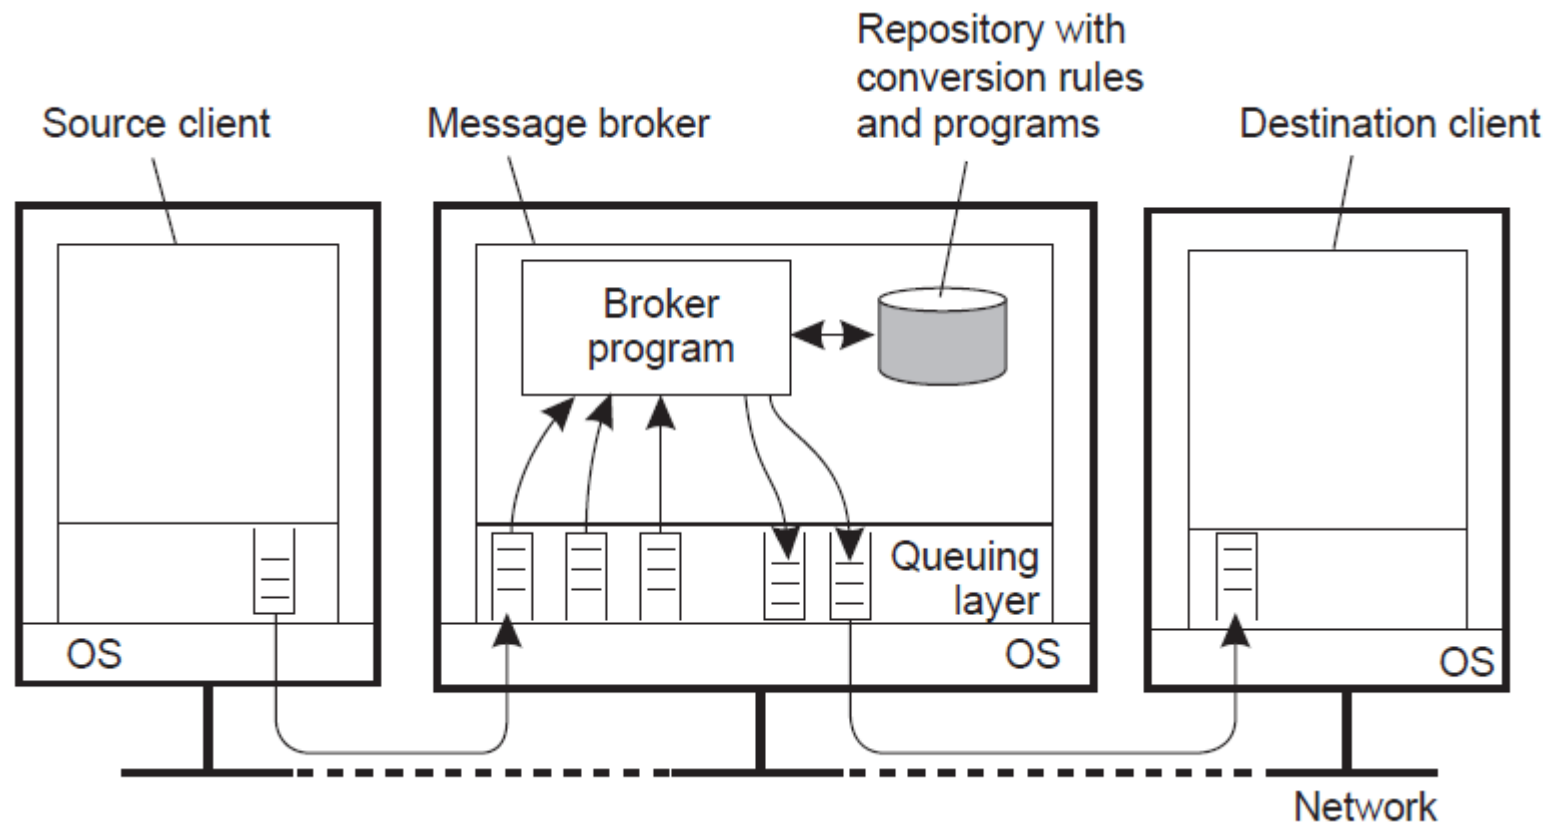 Repository with
conversion rules
and programs
Source client
Message broker
Destination client
Broker
program
Queuing
layer
OS
OS
OS
Network